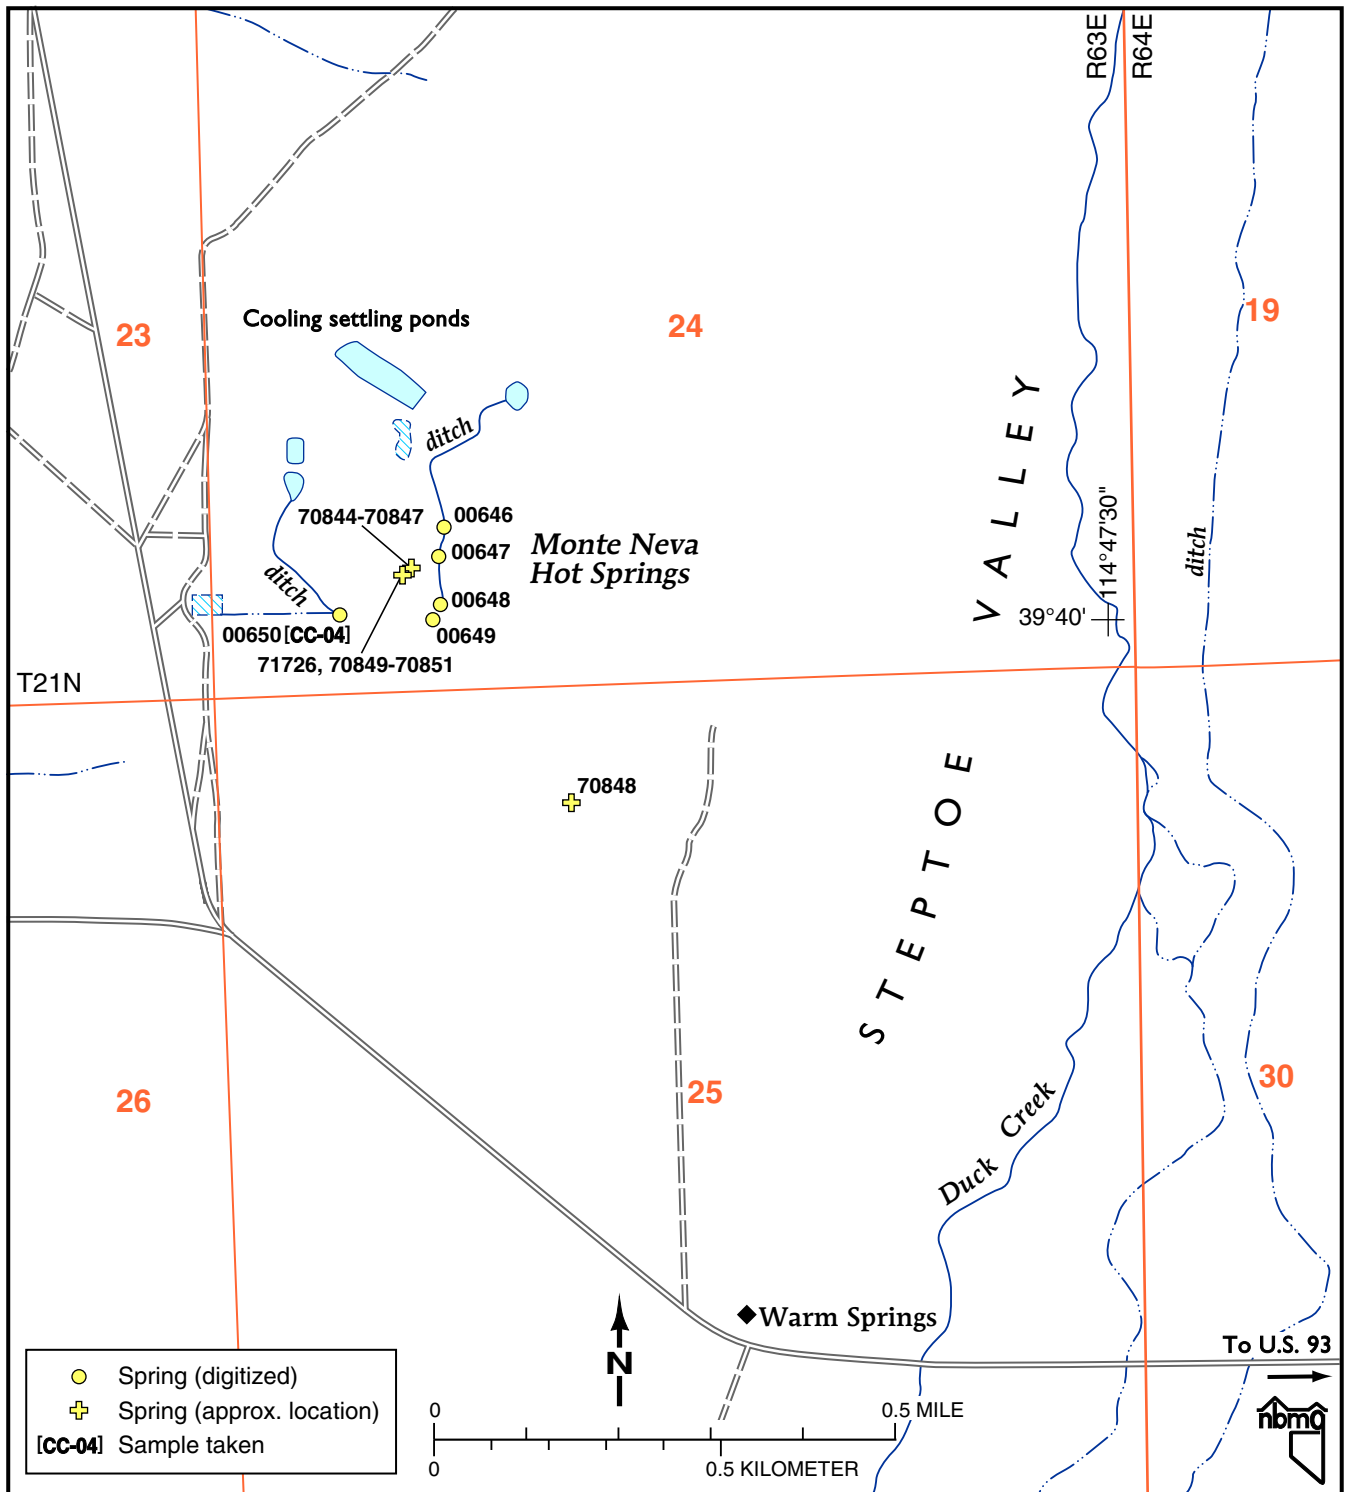 R63E
R64E
23
Cooling settling ponds
24
19
ditch
VALLEY
70844-70847
00646
00647
Monte Neva
Hot Springs
114°47'30"
ditch
ditch
00648
39°40'
00650 [CC-04]
00649
71726, 70849-70851
T21N
70848
STEPTOE
26
25
30
Duck Creek
Warm Springs
To U.S. 93
N
Spring (digitized)
Spring (approx. location)
[CC-04] Sample taken
0 0.5 MILE
0 0.5 KILOMETER
nbmg